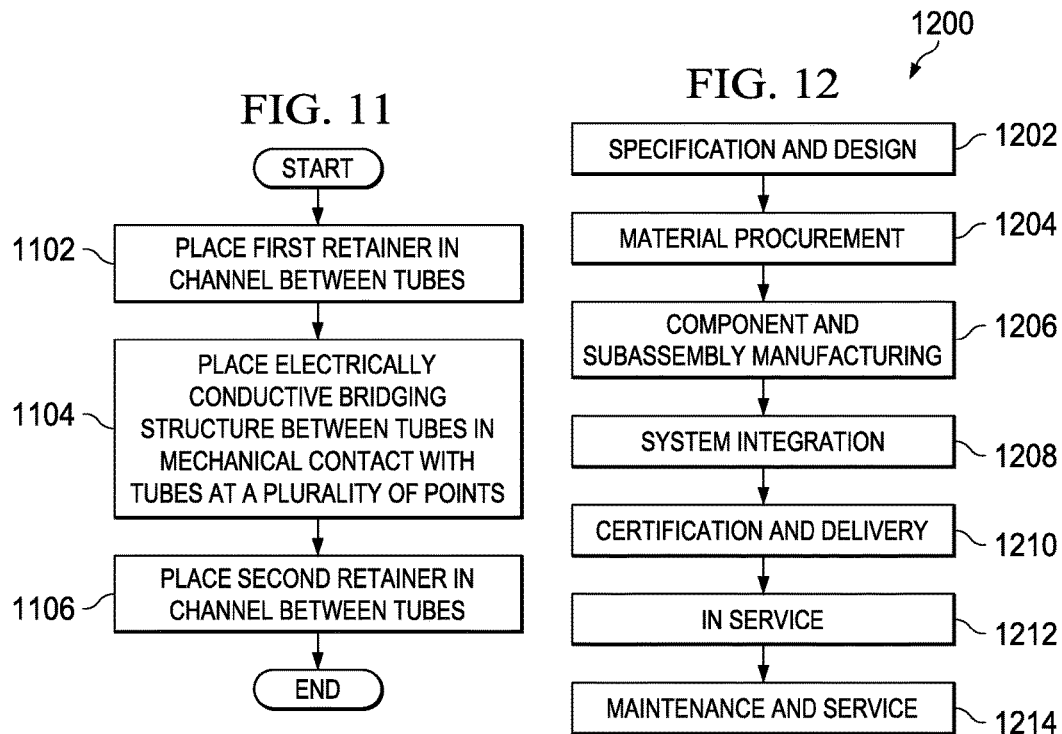 FIG. 11
START
1102
PLACE FIRST RETAINER IN
CHANNEL BETWEEN TUBES
1104
PLACE ELECTRICALLY
CONDUCTIVE BRIDGING
STRUCTURE BETWEEN TUBES IN
MECHANICAL CONTACT WITH
TUBES AT A PLURALITY OF POINTS
1106
PLACE SECOND RETAINER IN
CHANNEL BETWEEN TUBES
END
1200
FIG. 12
SPECIFICATION AND DESIGN
1202
MATERIAL PROCUREMENT
1204
COMPONENT AND
SUBASSEMBLY MANUFACTURING
1206
SYSTEM INTEGRATION
1208
CERTIFICATION AND DELIVERY
1210
IN SERVICE
1212
MAINTENANCE AND SERVICE
1214